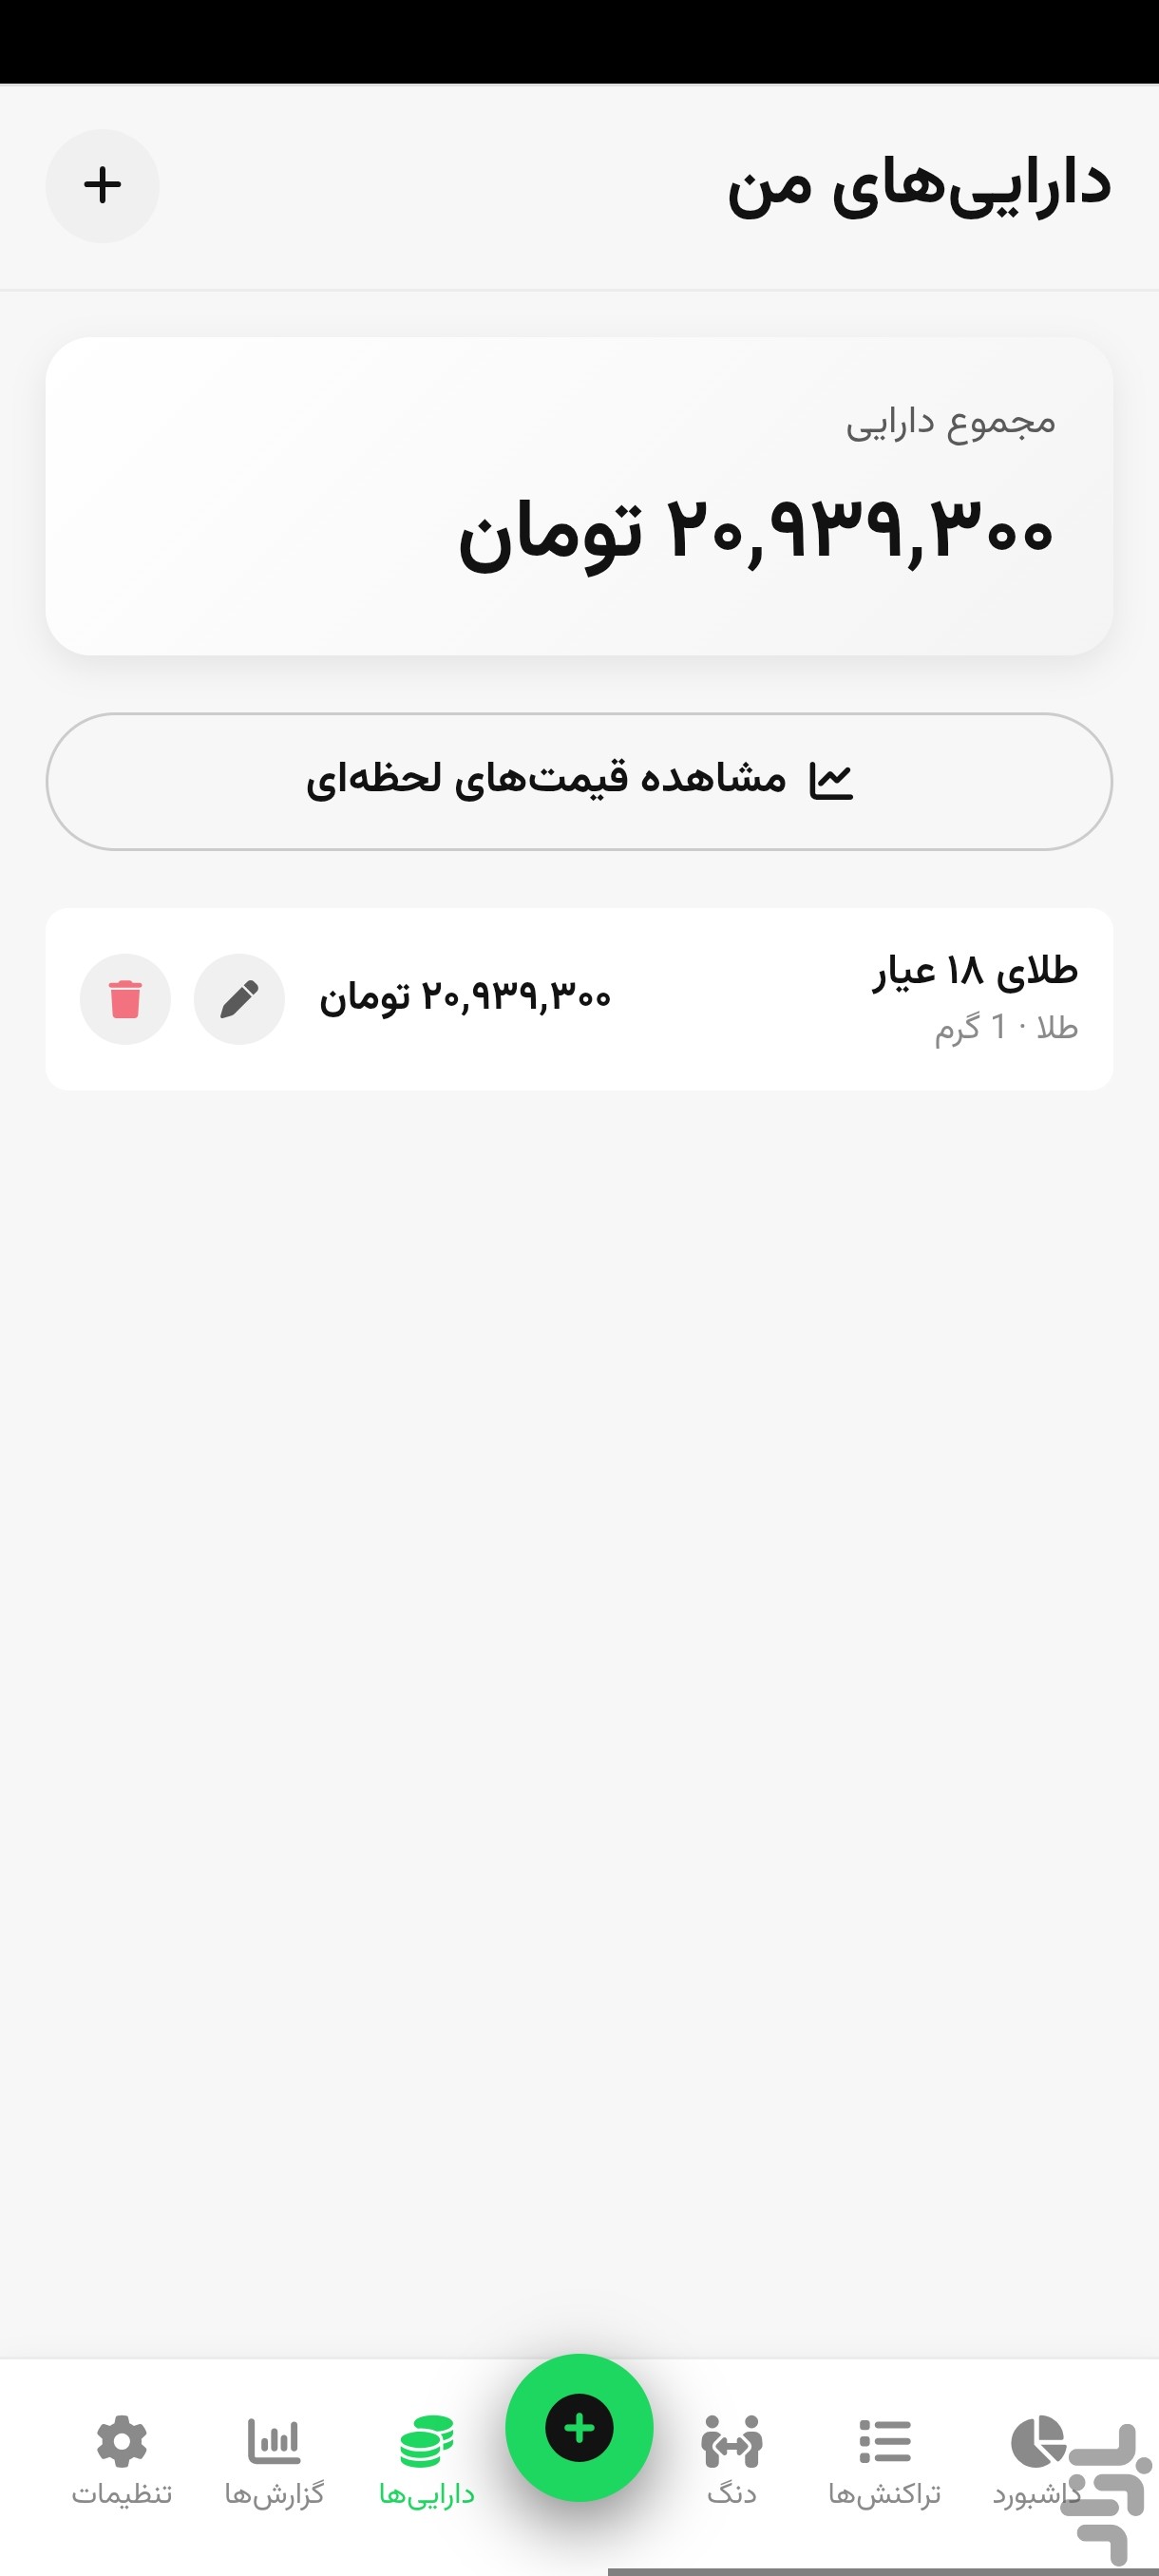 دارایی‌های من
مجموع دارایی
۲۰,۹۳۹,۳۰۰ تومان
مشاهده قیمت‌های لحظه‌ای
طلای ۱۸ عیار
طلا · 1 گرم
۲۰,۹۳۹,۳۰۰ تومان
داشبورد
تراکنش‌ها
دنگ
دارایی‌ها
گزارش‌ها
تنظیمات